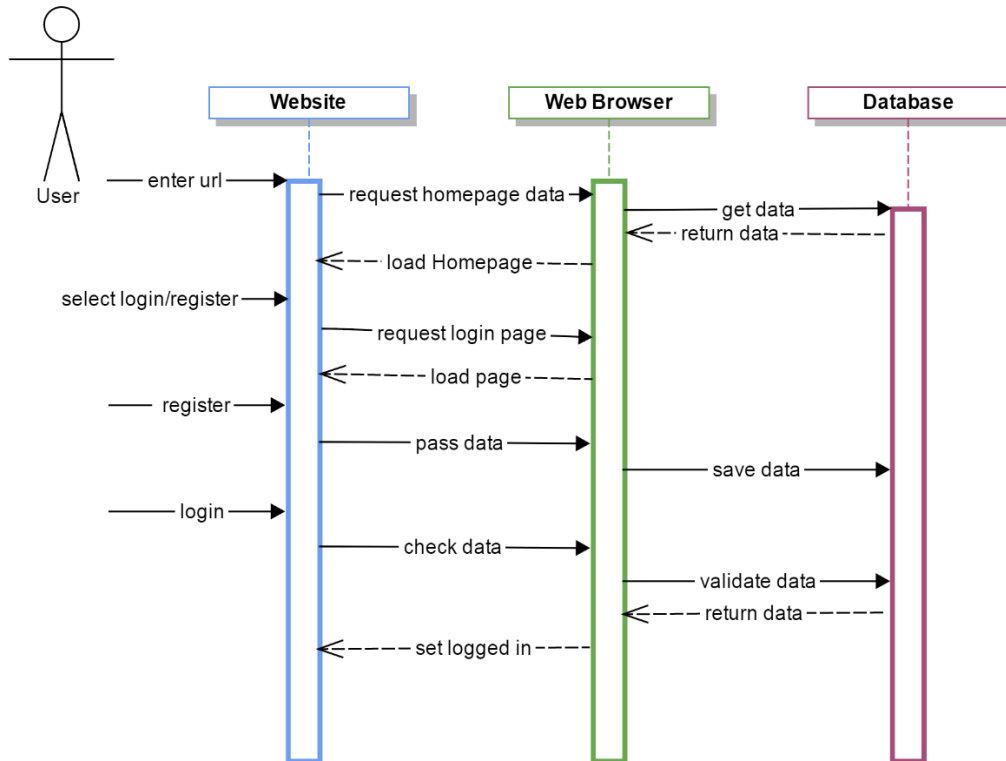 Website
Web Browser
Database
User
enter url
request homepage data
get data
return data
load Homepage
select login/register
request login page
load page
register
pass data
save data
login
check data
validate data
return data
set logged in